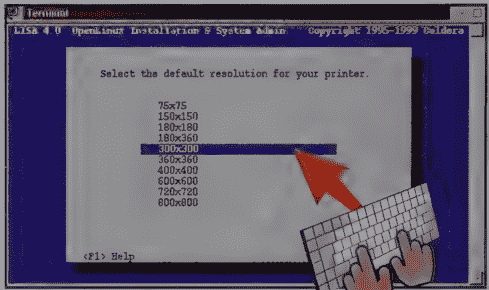 Terminal
LISA 4.0 OpenLinux Installation & System admin Copyright 1995-1999 Caldera
Select the default resolution for your printer.
75x75
150x150
180x180
180x360
300x300
360x360
400x400
600x600
720x720
800x800
<F1> Help